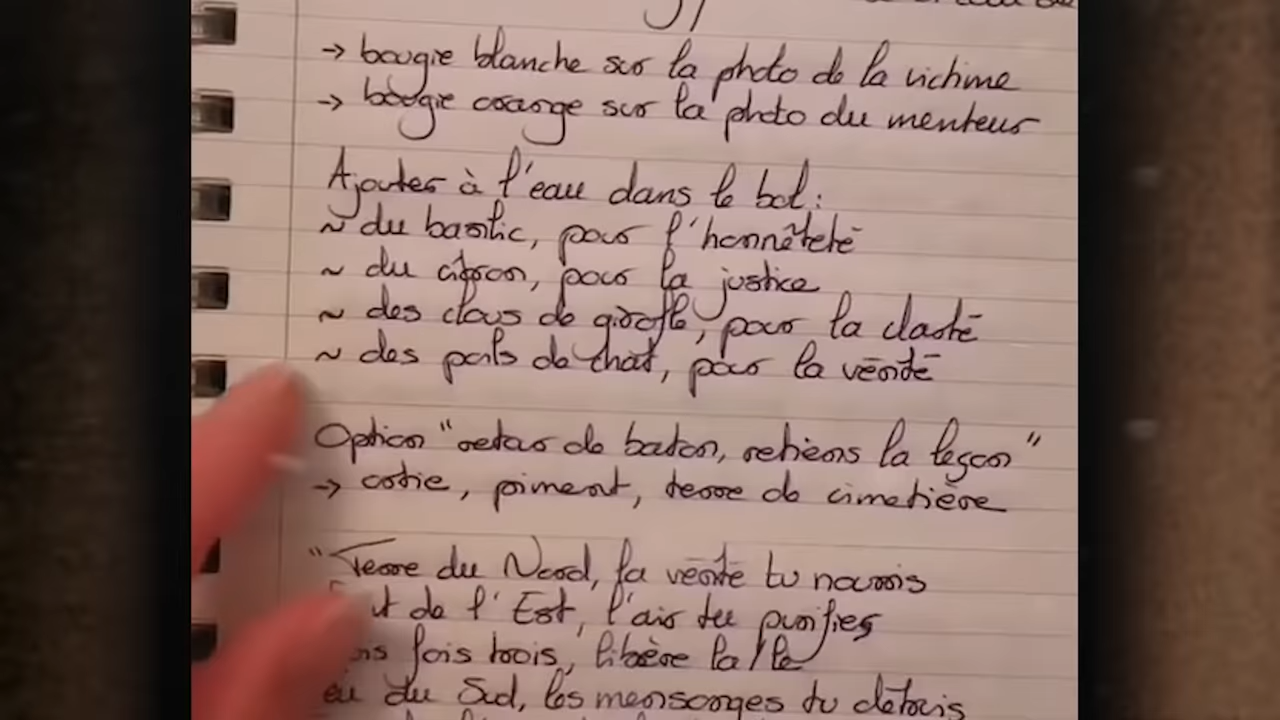 → bougie blanche sur la photo de la victime
→ bougie orange sur la photo du menteur
Ajouter à l'eau dans le bol :
~ du basilic, pour l'honnêteté
~ du citron, pour la justice
~ des clous de girofle, pour la clarté
~ des poils de chat, pour la vérité
Option "retour de baton, retiens la leçon"
→ ortie, piment, terre de cimetière
"Terre du Nord, la vérité tu nourris
de l'Est, l'air tu purifies
fois trois, libère la/le
du Sud, les mensonges tu détruis